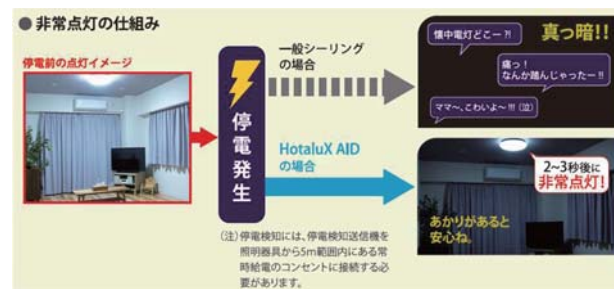 ●非常点灯の仕組み
停電前の点灯イメージ
停電発生
一般シーリング
の場合
真っ暗!!
懐中電灯どこー?!
痛っ!
なんか踏んじゃったー!!
ママ〜、こわいよ〜!!!(泣)
HotaluX AID
の場合
2~3秒後に
非常点灯!
あかりがあると
安心ね。
(注)停電検知には、停電検知送信機を
照明器具から5m範囲内にある常
時給電のコンセントに接続する必
要があります。